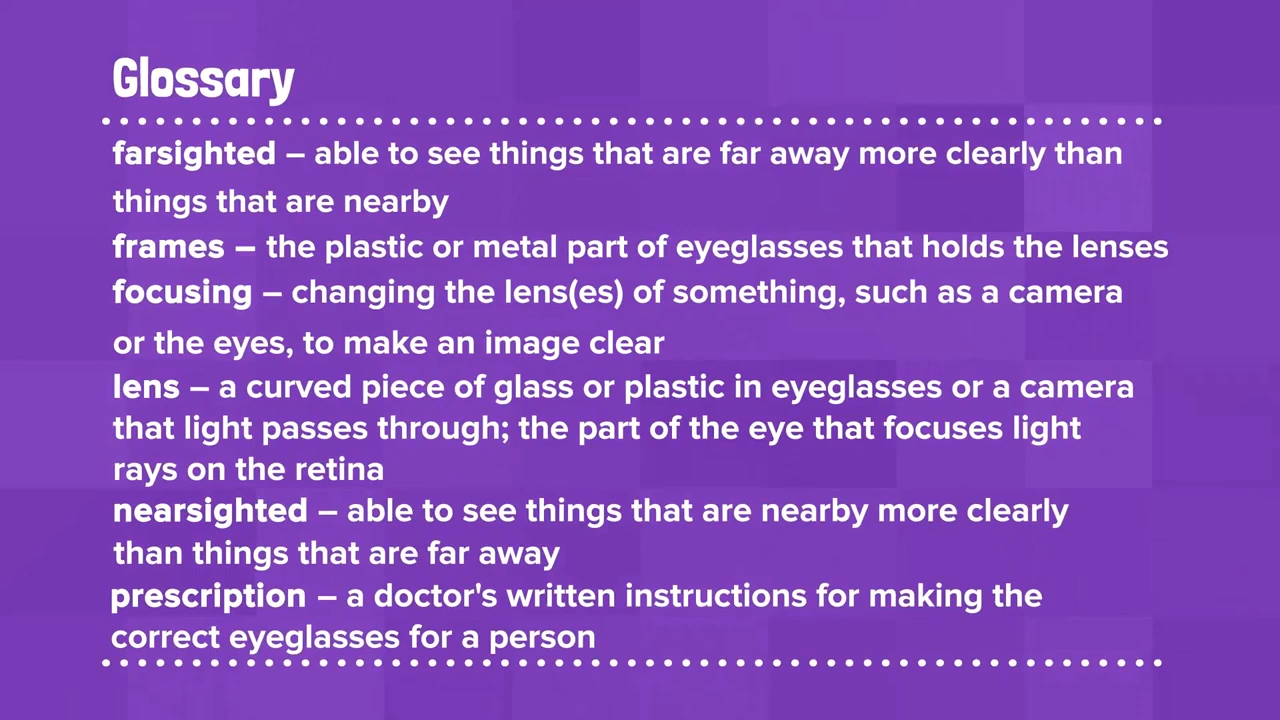 Glossary
farsighted – able to see things that are far away more clearly than
things that are nearby
frames – the plastic or metal part of eyeglasses that holds the lenses
focusing – changing the lens(es) of something, such as a camera
or the eyes, to make an image clear
lens – a curved piece of glass or plastic in eyeglasses or a camera
that light passes through; the part of the eye that focuses light
rays on the retina
nearsighted – able to see things that are nearby more clearly
than things that are far away
prescription – a doctor's written instructions for making the
correct eyeglasses for a person